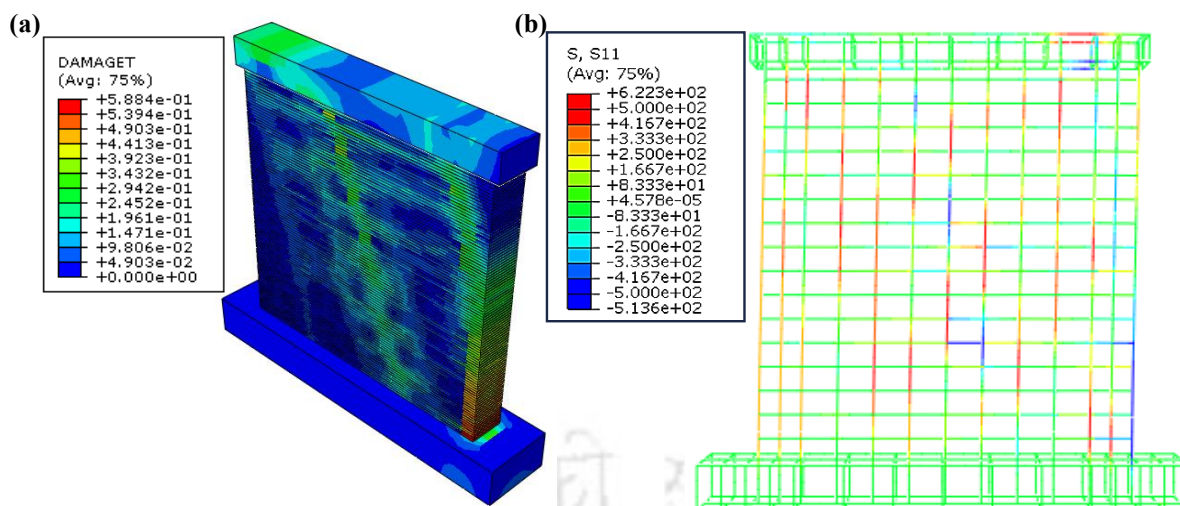 (a)
DAMAGET
(Avg: 75%)
+5.884e-01
+5.394e-01
+4.903e-01
+4.413e-01
+3.923e-01
+3.432e-01
+2.942e-01
+2.452e-01
+1.961e-01
+1.471e-01
+9.806e-02
+4.903e-02
+0.000e+00
(b)
S, S11
(Avg: 75%)
+6.223e+02
+5.000e+02
+4.167e+02
+3.333e+02
+2.500e+02
+1.667e+02
+8.333e+01
+4.578e-05
-8.333e+01
-1.667e+02
-2.500e+02
-3.333e+02
-4.167e+02
-5.000e+02
-5.136e+02